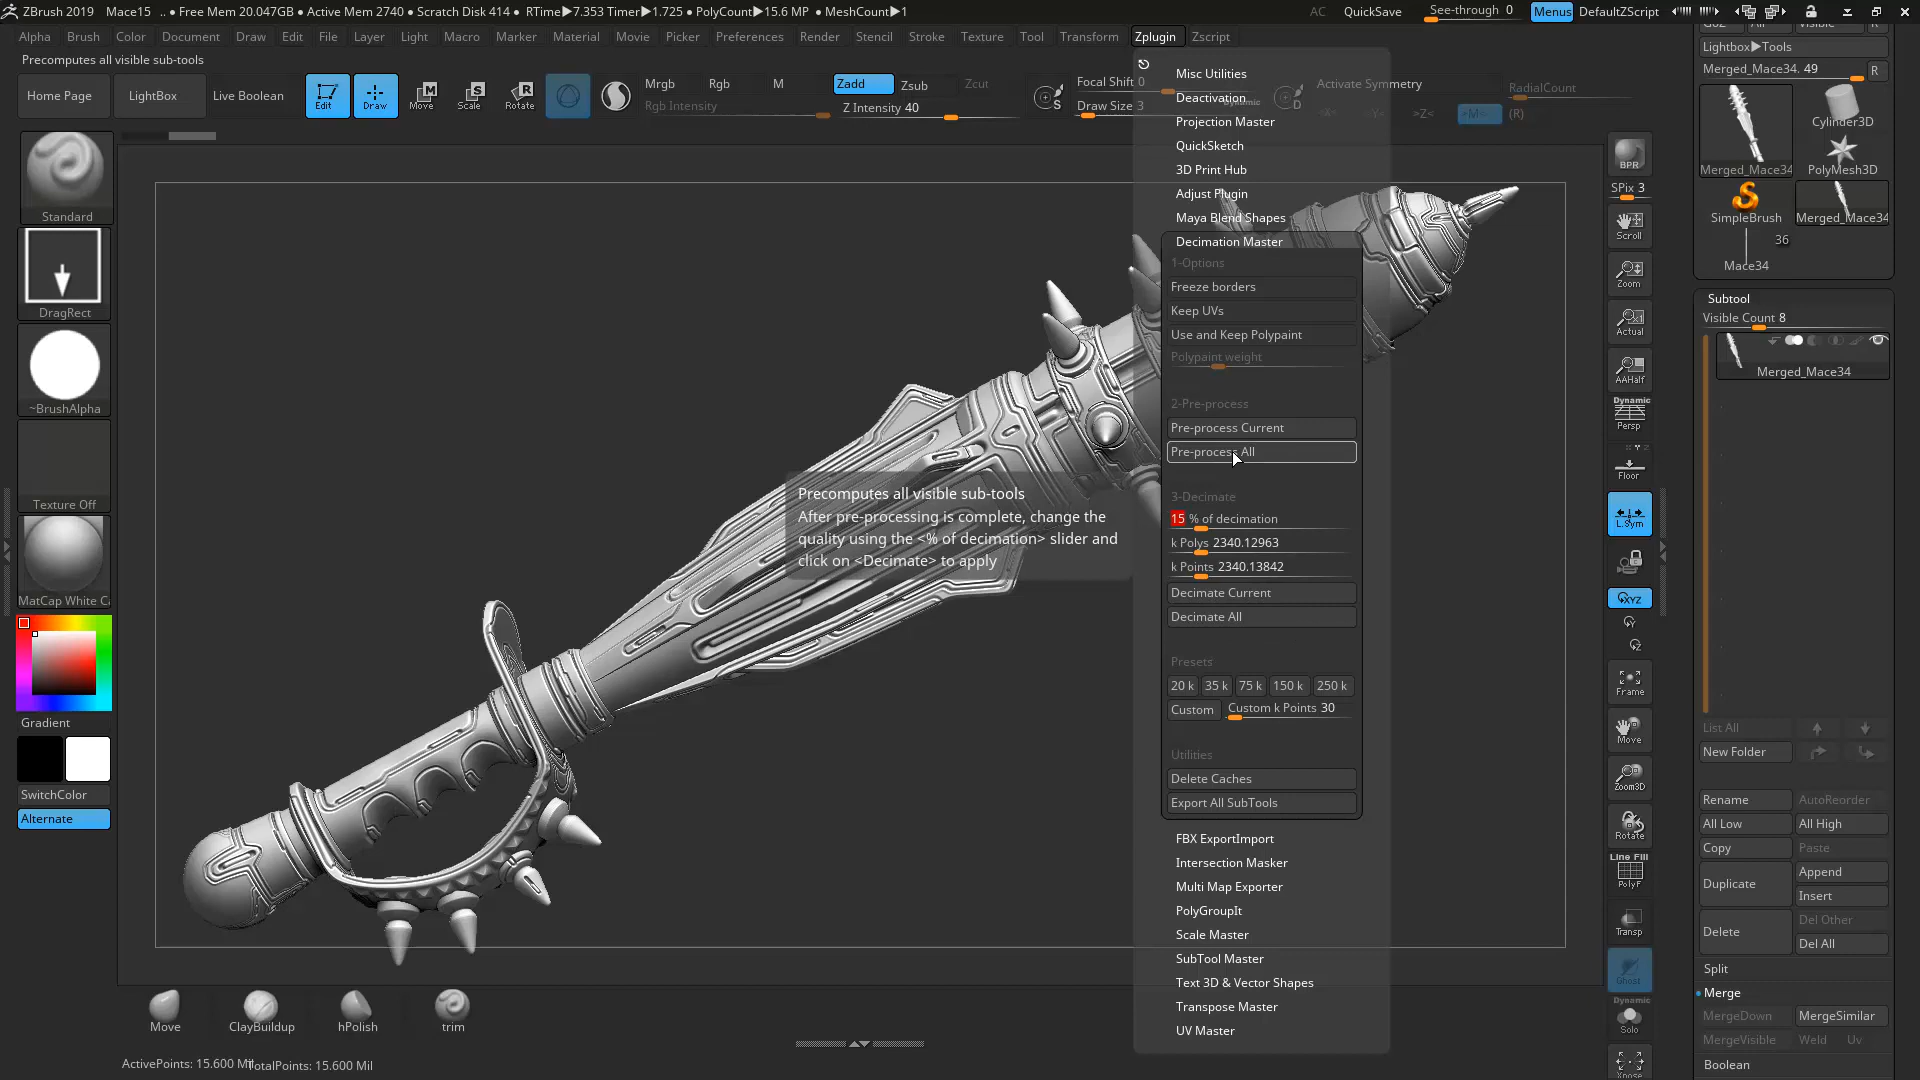 ZBrush 2019 Mace15 .. • Free Mem 20.047GB • Active Mem 2740 • Scratch Disk 414 • RTime▶7.353 Timer▶1.725 • PolyCount▶15.6 MP • MeshCount▶1
AC QuickSave See-through 0 Menus DefaultZScript
Alpha Brush Color Document Draw Edit File Layer Light Macro Marker Material Movie Picker Preferences Render Stencil Stroke Texture Tool Transform Zplugin Zscript
Precomputes all visible sub-tools
Home Page LightBox Live Boolean
Edit Draw Move Scale Rotate
Mrgb Rgb M
Rgb Intensity
Zadd Zsub Zcut
Z Intensity 40
Focal Shift 0
Draw Size 3
Dynamic
S
D
Activate Symmetry
>X< >Y< >Z< >M< (R)
RadialCount
Standard
DragRect
~BrushAlpha
Texture Off
MatCap White C
Gradient
SwitchColor
Alternate
Misc Utilities
Deactivation
Projection Master
QuickSketch
3D Print Hub
Adjust Plugin
Maya Blend Shapes
Decimation Master
1-Options
Freeze borders
Keep UVs
Use and Keep Polypaint
Polypaint weight
2-Pre-process
Pre-process Current
Pre-process All
3-Decimate
15 % of decimation
k Polys 2340.12963
k Points 2340.13842
Decimate Current
Decimate All
Presets
20 k 35 k 75 k 150 k 250 k
Custom Custom k Points 30
Utilities
Delete Caches
Export All SubTools
FBX ExportImport
Intersection Masker
Multi Map Exporter
PolyGroupIt
Scale Master
SubTool Master
Text 3D & Vector Shapes
Transpose Master
UV Master
Precomputes all visible sub-tools
After pre-processing is complete, change the
quality using the <% of decimation> slider and
click on <Decimate> to apply
BPR
SPix 3
Scroll
Zoom
Actual
AAHalf
Dynamic
Persp
Floor
L.Sym
XYZ
Y
Z
Frame
Move
Zoom3D
Rotate
Line Fill
PolyF
Transp
Ghost
Dynamic
Solo
Xpose
Lightbox▶Tools
Merged_Mace34. 49 R
Merged_Mace34
Cylinder3D
PolyMesh3D
SimpleBrush
Merged_Mace34
36
Mace34
Subtool
Visible Count 8
Merged_Mace34
List All
New Folder
Rename AutoReorder
All Low All High
Copy Paste
Duplicate Append
Insert
Delete Del Other
Del All
Split
Merge
MergeDown MergeSimilar
MergeVisible Weld Uv
Boolean
Move ClayBuildup hPolish trim
ActivePoints: 15.600 Mil TotalPoints: 15.600 Mil